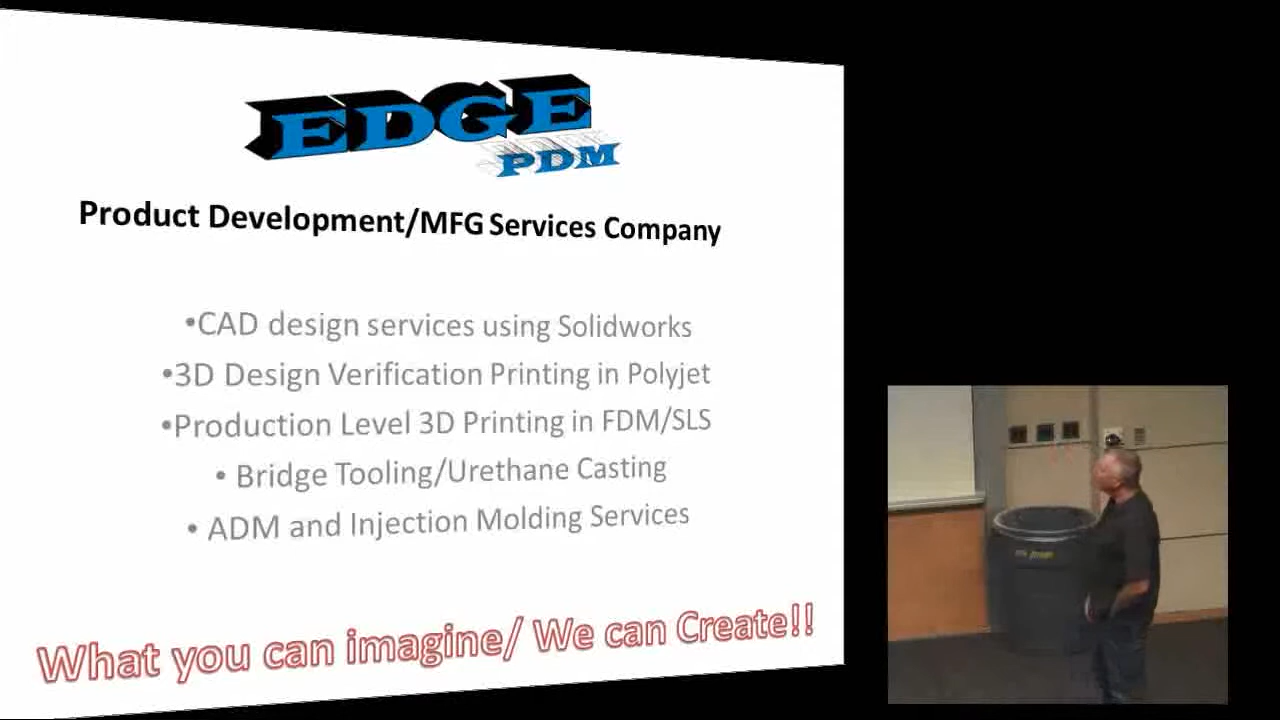 EDGE
PDM
Product Development/MFG Services Company
•CAD design services using Solidworks
•3D Design Verification Printing in Polyjet
•Production Level 3D Printing in FDM/SLS
• Bridge Tooling/Urethane Casting
• ADM and Injection Molding Services
What you can imagine/ We can Create!!